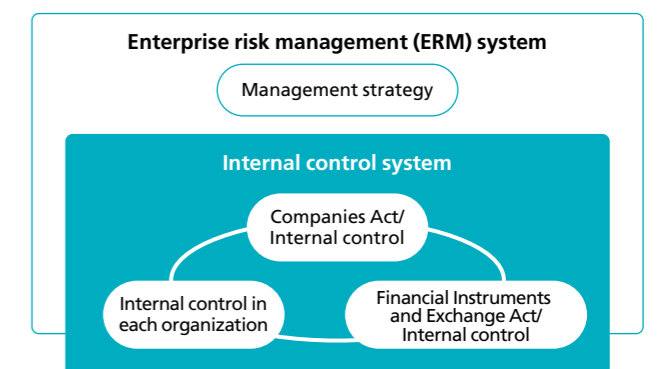 Enterprise risk management (ERM) system
Management strategy
Internal control system
Companies Act/
Internal control
Internal control in
each organization
Financial Instruments
and Exchange Act/
Internal control